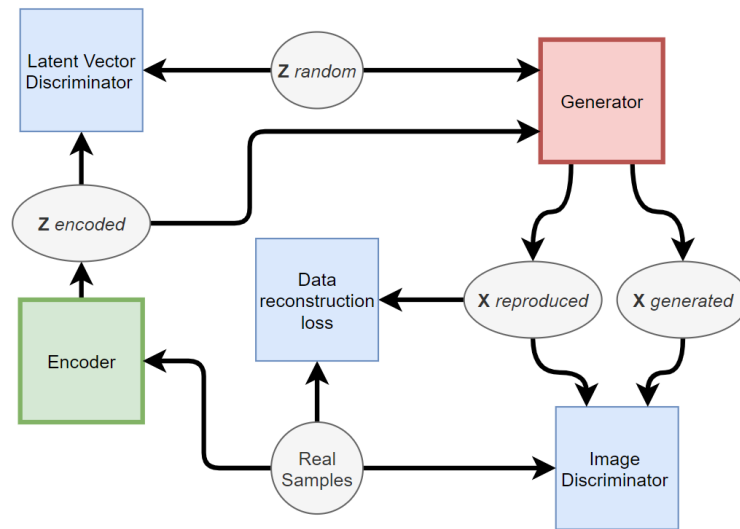 Latent Vector
Discriminator
Z random
Generator
Z encoded
Data
reconstruction
loss
X reproduced
X generated
Encoder
Real
Samples
Image
Discriminator